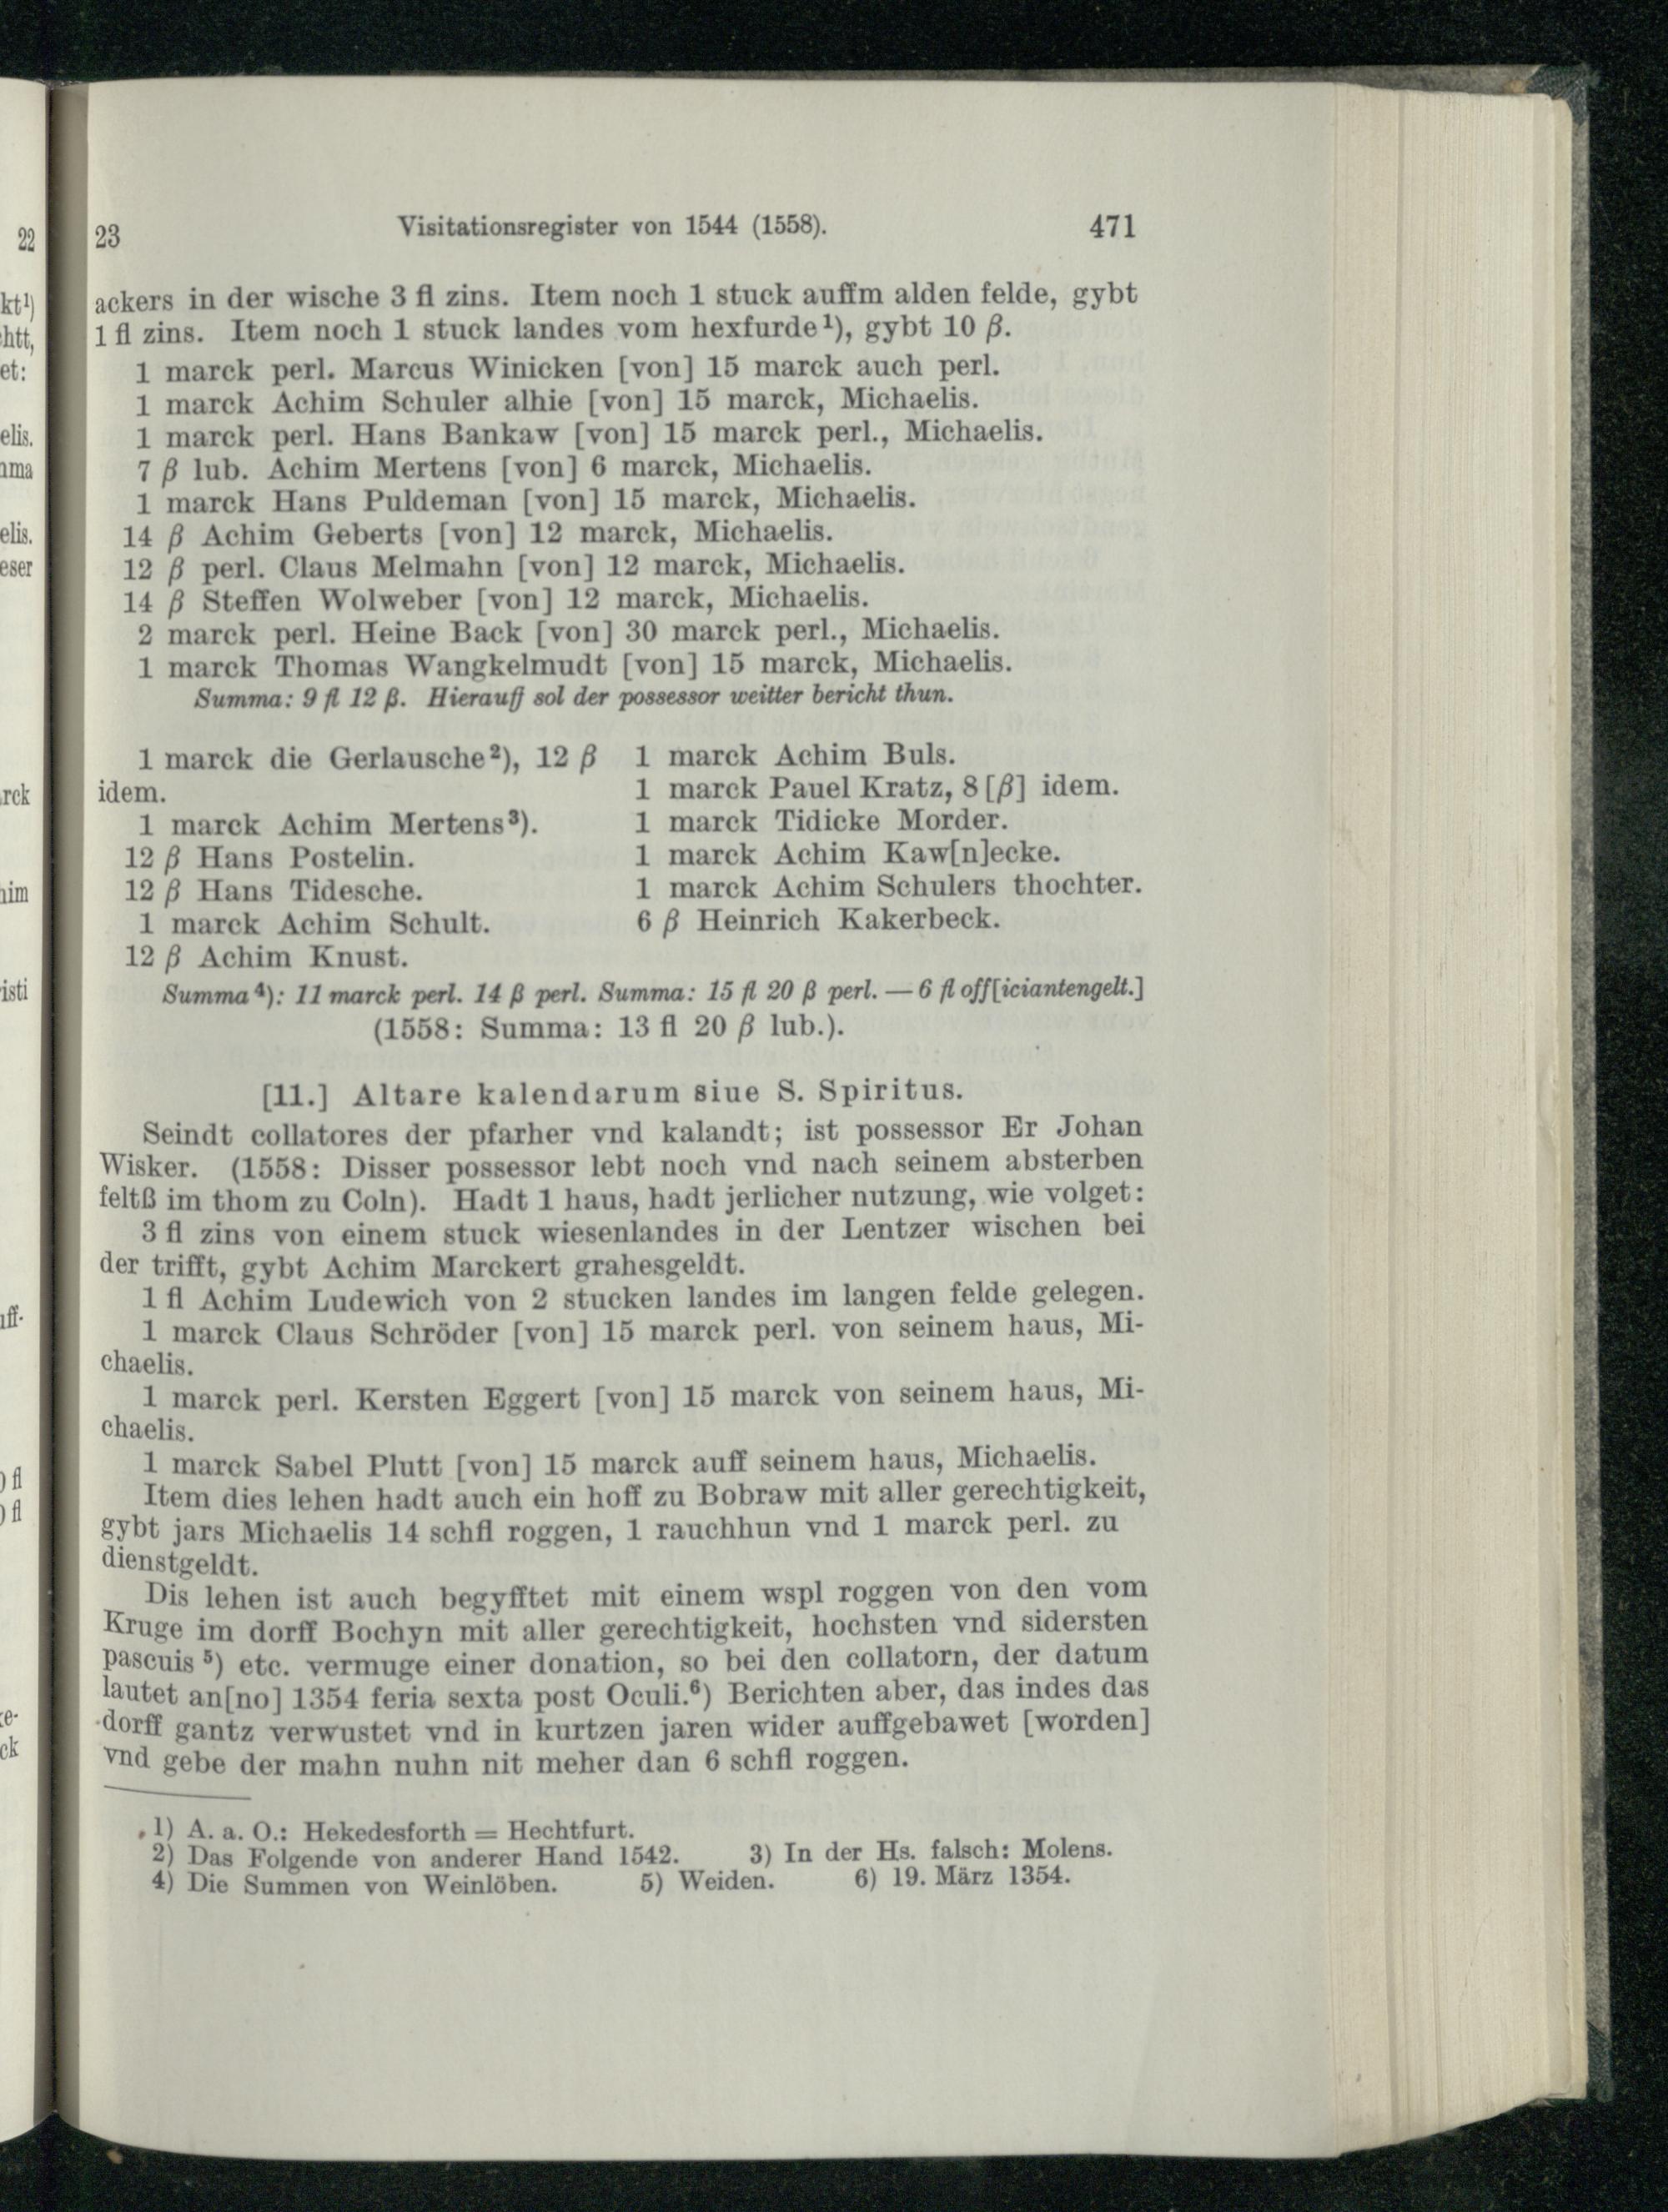 23 Visitationsregister von 1544 (1558). 471
ackers in der wische 3 fl zins. Item noch 1 stuck auffm alden felde, gybt
1 fl zins. Item noch 1 stuck landes vom hexfurde¹), gybt 10 β.
1 marck perl. Marcus Winicken [von] 15 marck auch perl.
1 marck Achim Schuler alhie [von] 15 marck, Michaelis.
1 marck perl. Hans Bankaw [von] 15 marck perl., Michaelis.
7 β lub. Achim Mertens [von] 6 marck, Michaelis.
1 marck Hans Puldeman [von] 15 marck, Michaelis.
14 β Achim Geberts [von] 12 marck, Michaelis.
12 β perl. Claus Melmahn [von] 12 marck, Michaelis.
14 β Steffen Wolweber [von] 12 marck, Michaelis.
2 marck perl. Heine Back [von] 30 marck perl., Michaelis.
1 marck Thomas Wangkelmudt [von] 15 marck, Michaelis.
Summa: 9 fl 12 β. Hierauff sol der possessor weitter bericht thun.
1 marck die Gerlausche²), 12 β
idem.
1 marck Achim Mertens³).
12 β Hans Postelin.
12 β Hans Tidesche.
1 marck Achim Schult.
12 β Achim Knust.
1 marck Achim Buls.
1 marck Pauel Kratz, 8 [β] idem.
1 marck Tidicke Morder.
1 marck Achim Kaw[n]ecke.
1 marck Achim Schulers thochter.
6 β Heinrich Kakerbeck.
Summa⁴): 11 marck perl. 14 β perl. Summa: 15 fl 20 β perl. — 6 fl off[iciantengelt.]
(1558: Summa: 13 fl 20 β lub.).
[11.] Altare kalendarum siue S. Spiritus.
Seindt collatores der pfarher vnd kalandt; ist possessor Er Johan
Wisker. (1558: Disser possessor lebt noch vnd nach seinem absterben
feltß im thom zu Coln). Hadt 1 haus, hadt jerlicher nutzung, wie volget:
3 fl zins von einem stuck wiesenlandes in der Lentzer wischen bei
der trifft, gybt Achim Marckert grahesgeldt.
1 fl Achim Ludewich von 2 stucken landes im langen felde gelegen.
1 marck Claus Schröder [von] 15 marck perl. von seinem haus, Mi-
chaelis.
1 marck perl. Kersten Eggert [von] 15 marck von seinem haus, Mi-
chaelis.
1 marck Sabel Plutt [von] 15 marck auff seinem haus, Michaelis.
Item dies lehen hadt auch ein hoff zu Bobraw mit aller gerechtigkeit,
gybt jars Michaelis 14 schfl roggen, 1 rauchhun vnd 1 marck perl. zu
dienstgeldt.
Dis lehen ist auch begyfftet mit einem wspl roggen von den vom
Kruge im dorff Bochyn mit aller gerechtigkeit, hochsten vnd sidersten
pascuis⁵) etc. vermuge einer donation, so bei den collatorn, der datum
lautet an[no] 1354 feria sexta post Oculi.⁶) Berichten aber, das indes das
dorff gantz verwustet vnd in kurtzen jaren wider auffgebawet [worden]
vnd gebe der mahn nuhn nit meher dan 6 schfl roggen.
1) A. a. O.: Hekedesforth = Hechtfurt.
2) Das Folgende von anderer Hand 1542. 3) In der Hs. falsch: Molens.
4) Die Summen von Weinlöben. 5) Weiden. 6) 19. März 1354.